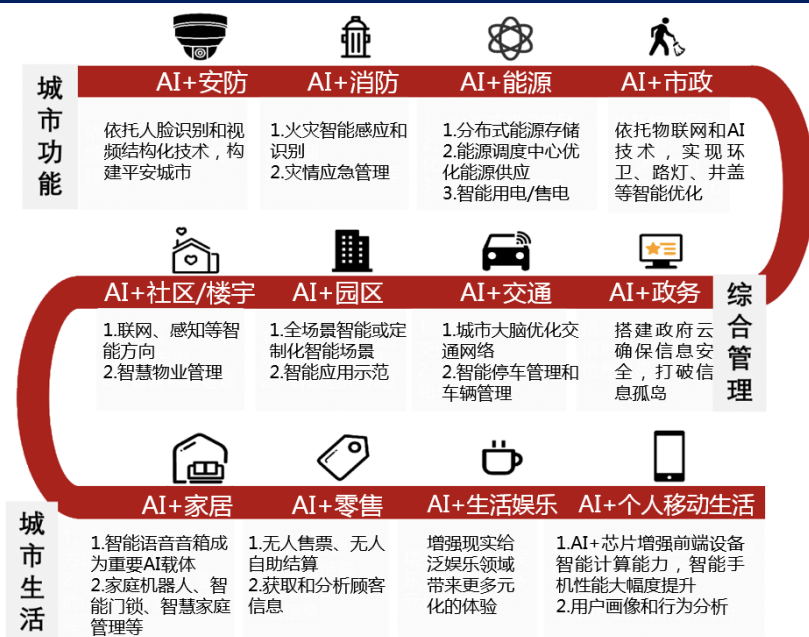 城市功能
AI+安防
依托人脸识别和视
频结构化技术，构
建平安城市
AI+消防
1.火灾智能感应和
识别
2.灾情应急管理
AI+能源
1.分布式能源存储
2.能源调度中心优
化能源供应
3.智能用电/售电
AI+市政
依托物联网和AI
技术，实现环
卫、路灯、井盖
等智能优化
综合管理
AI+社区/楼宇
1.联网、感知等智
能方向
2.智慧物业管理
AI+园区
1.全场景智能或定
制化智能场景
2.智能应用示范
AI+交通
1.城市大脑优化交
通网络
2.智能停车管理和
车辆管理
AI+政务
搭建政府云
确保信息安
全，打破信
息孤岛
城市生活
AI+家居
1.智能语音音箱成
为重要AI载体
2.家庭机器人、智
能门锁、智慧家庭
管理等
AI+零售
1.无人售票、无人
自助结算
2.获取和分析顾客
信息
AI+生活娱乐
增强现实给
泛娱乐领域
带来更多元
化的体验
AI+个人移动生活
1.AI+芯片增强前端设备
智能计算能力，智能手
机性能大幅度提升
2.用户画像和行为分析